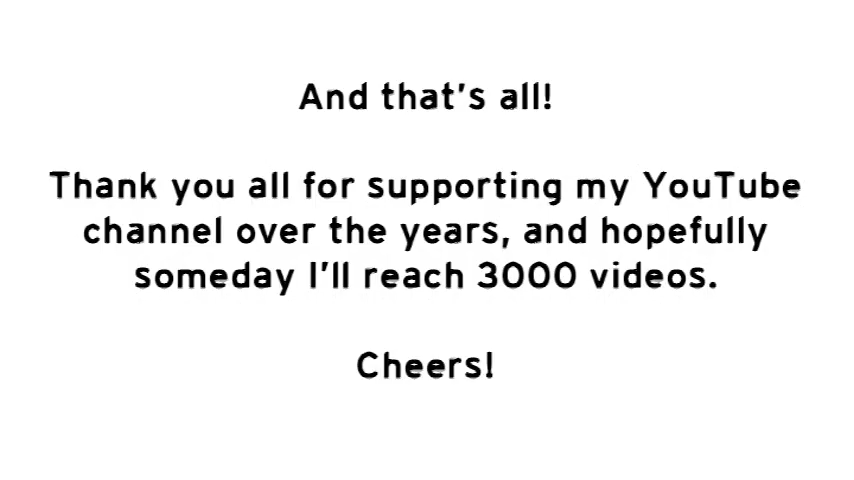 And that's all!
Thank you all for supporting my YouTube
channel over the years, and hopefully
someday I'll reach 3000 videos.
Cheers!